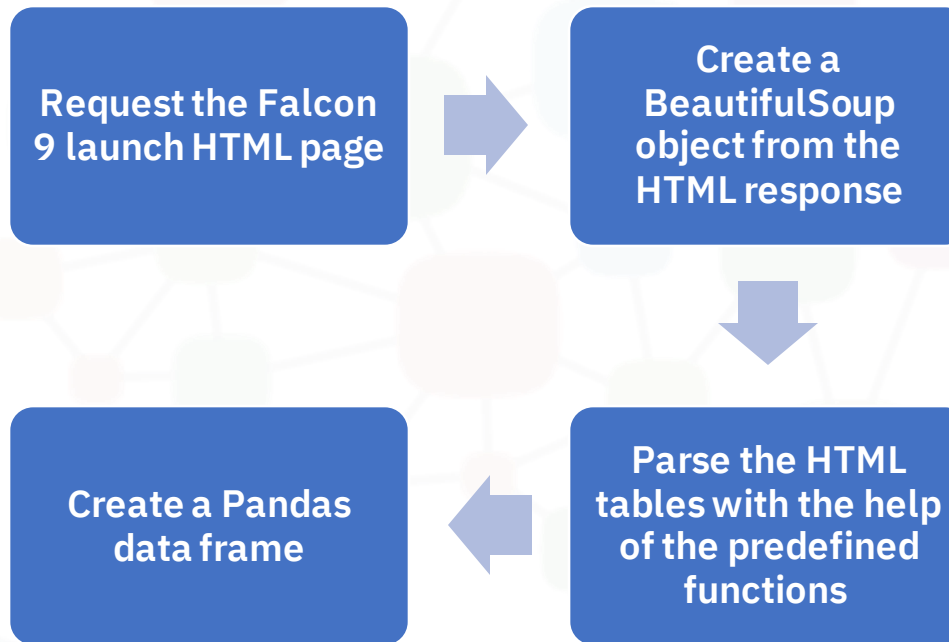 Request the Falcon
9 launch HTML page
Create a
BeautifulSoup
object from the
HTML response
Parse the HTML
tables with the help
of the predefined
functions
Create a Pandas
data frame